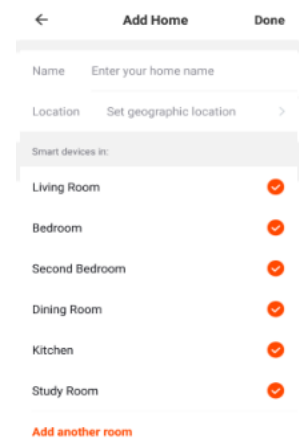 Add Home Done
Name Enter your home name
Location Set geographic location
Smart devices in:
Living Room
Bedroom
Second Bedroom
Dining Room
Kitchen
Study Room
Add another room